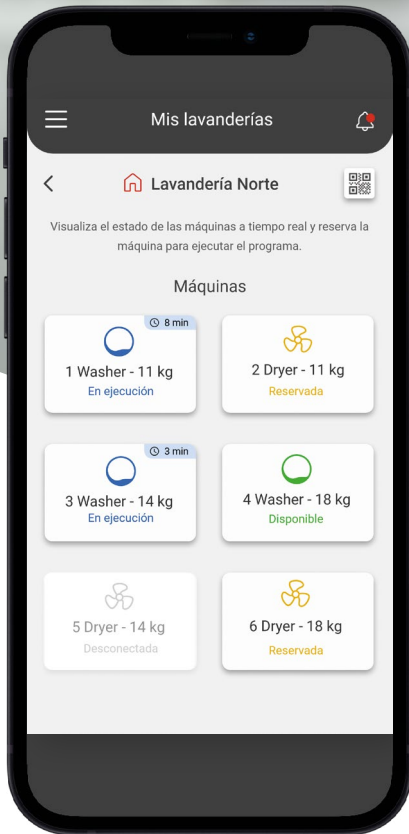 Mis lavanderías
Lavandería Norte
Visualiza el estado de las máquinas a tiempo real y reserva la
máquina para ejecutar el programa.
Máquinas
8 min
1 Washer - 11 kg
En ejecución
2 Dryer - 11 kg
Reservada
3 min
3 Washer - 14 kg
En ejecución
4 Washer - 18 kg
Disponible
5 Dryer - 14 kg
Desconectada
6 Dryer - 18 kg
Reservada